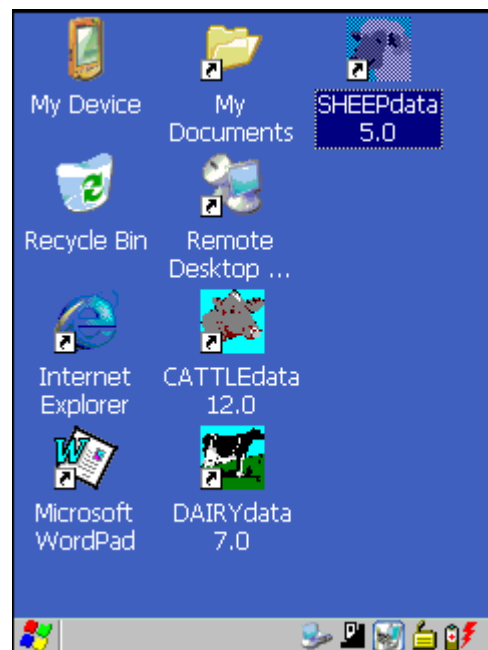 My Device
My
Documents
SHEEPdata
5.0
Recycle Bin
Remote
Desktop ...
Internet
Explorer
CATTLEdata
12.0
Microsoft
WordPad
DAIRYdata
7.0